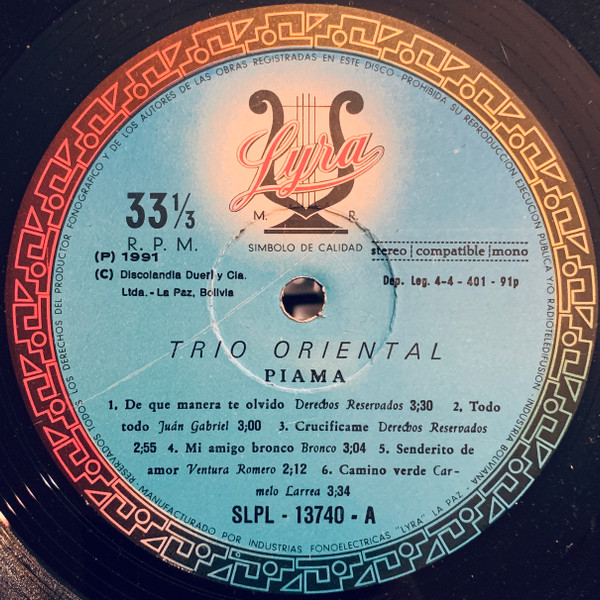 RESERVADOS TODOS LOS DERECHOS DEL PRODUCTOR FONOGRAFICO Y DE LOS AUTORES DE LAS OBRAS REGISTRADAS EN ESTE DISCO - PROHIBIDA SU REPRODUCCION, EJECUCION PUBLICA Y/O RADIOTELEDIFUSION - INDUSTRIA BOLIVIANA
Lyra
M. R.
SIMBOLO DE CALIDAD
33 1/3
R. P. M.
(P) 1991
(C) Discolandia Dueri y Cia.
Ltda. - La Paz, Bolivia
stereo | compatible | mono
Dep. Leg. 4-4 - 401 - 91p
TRIO ORIENTAL
PIAMA
1. De que manera te olvido Derechos Reservados 3;30 2. Todo
todo Juán Gabriel 3;00 3. Crucifícame Derechos Reservados
2;55 4. Mi amigo bronco Bronco 3;04 5. Senderito de
amor Ventura Romero 2;12 6. Camino verde Car-
melo Larrea 3;34
SLPL - 13740 - A
MANUFACTURADO POR INDUSTRIAS FONOELECTRICAS "LYRA" LA PAZ